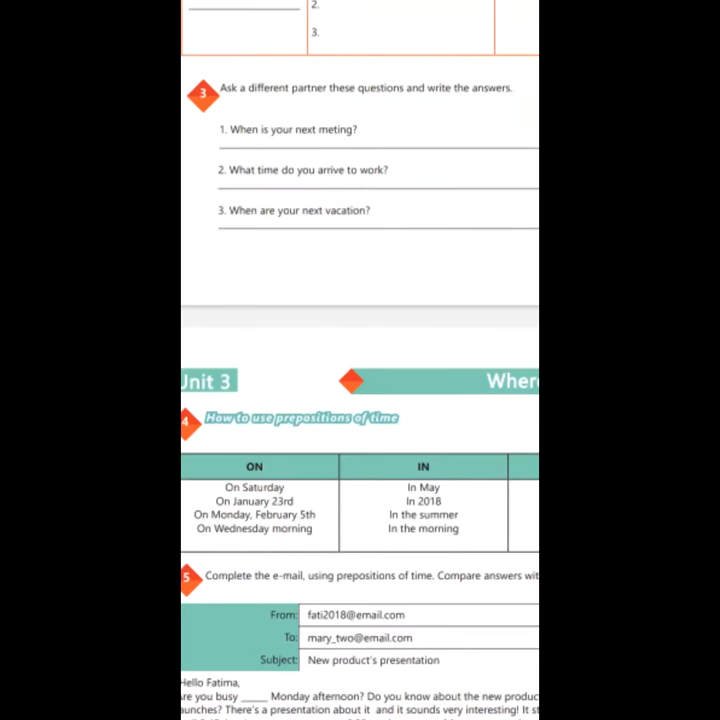 2.
3.
3 Ask a different partner these questions and write the answers.
1. When is your next meting?
2. What time do you arrive to work?
3. When are your next vacation?
Unit 3
Where
4 How to use prepositions of time
ON IN
On Saturday In May
On January 23rd In 2018
On Monday, February 5th In the summer
On Wednesday morning In the morning
5 Complete the e-mail, using prepositions of time. Compare answers wit
From: fati2018@email.com
To: mary_two@email.com
Subject: New product's presentation
Hello Fatima,
Are you busy _____ Monday afternoon? Do you know about the new produc
aunches? There's a presentation about it and it sounds very interesting! It st